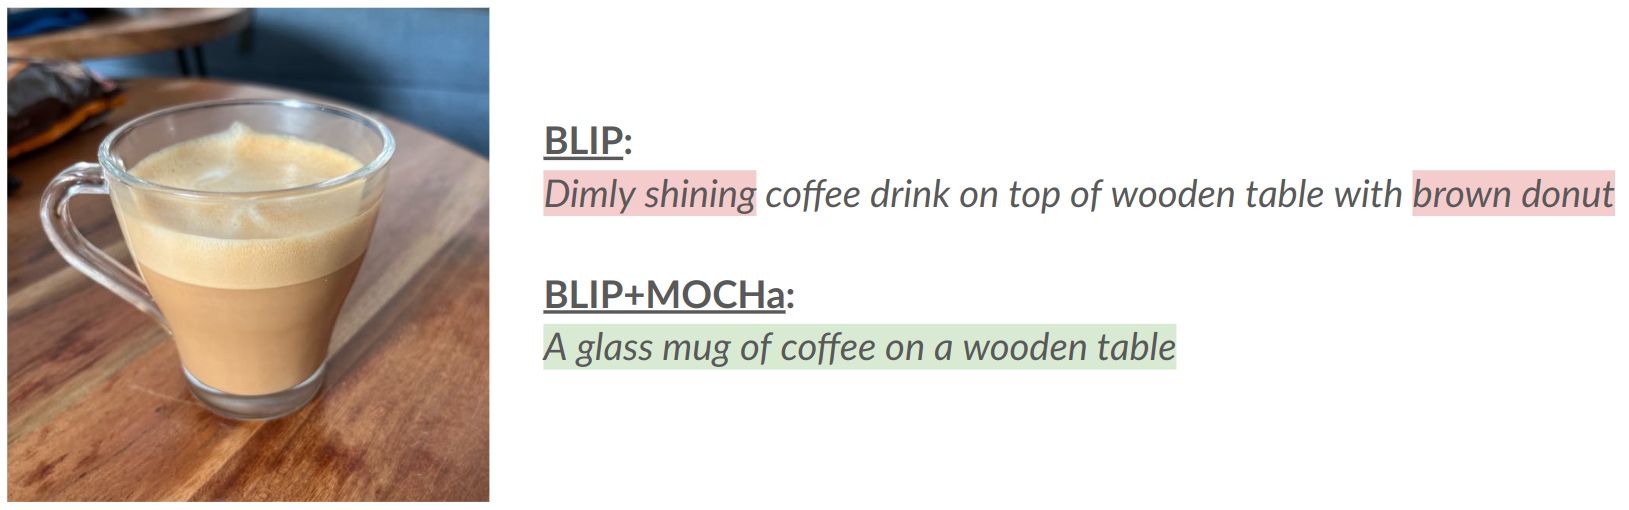 BLIP:
Dimly shining coffee drink on top of wooden table with brown donut
BLIP+MOCHa:
A glass mug of coffee on a wooden table